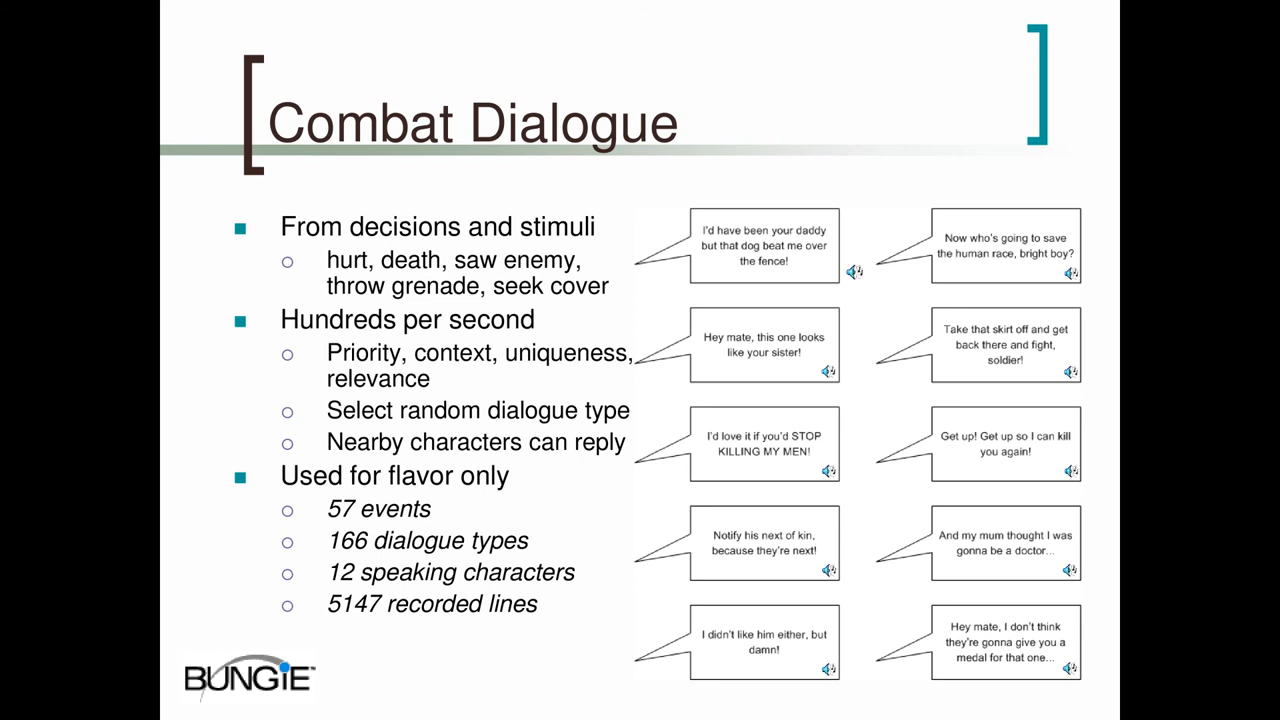 Combat Dialogue
From decisions and stimuli
hurt, death, saw enemy,
throw grenade, seek cover
Hundreds per second
Priority, context, uniqueness,
relevance
Select random dialogue type
Nearby characters can reply
Used for flavor only
57 events
166 dialogue types
12 speaking characters
5147 recorded lines
I'd have been your daddy
but that dog beat me over
the fence!
Now who's going to save
the human race, bright boy?
Hey mate, this one looks
like your sister!
Take that skirt off and get
back there and fight,
soldier!
I'd love it if you'd STOP
KILLING MY MEN!
Get up! Get up so I can kill
you again!
Notify his next of kin,
because they're next!
And my mum thought I was
gonna be a doctor...
I didn't like him either, but
damn!
Hey mate, I don't think
they're gonna give you a
medal for that one...
BUNGiE™